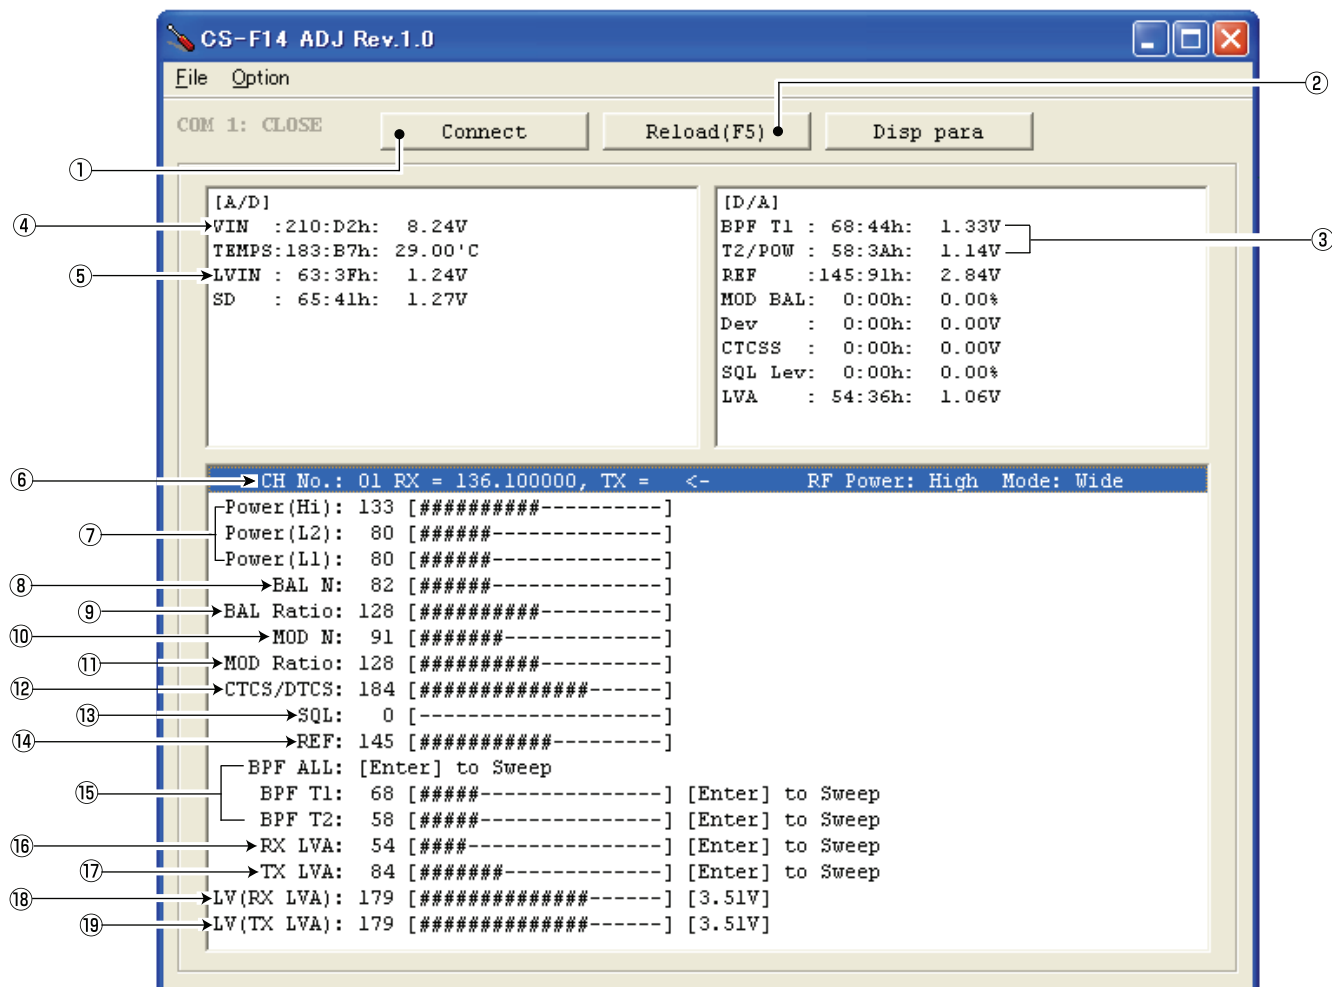 CS-F14 ADJ Rev.1.0
File Option
②
COM 1: CLOSE Connect Reload(F5) Disp para
①
[A/D] [D/A]
④ VIN :210:D2h: 8.24V BPF T1 : 68:44h: 1.33V
TEMPS:183:B7h: 29.00'C T2/POW : 58:3Ah: 1.14V ③
⑤ LVIN : 63:3Fh: 1.24V REF :145:91h: 2.84V
SD : 65:41h: 1.27V MOD BAL: 0:00h: 0.00%
Dev : 0:00h: 0.00V
CTCSS : 0:00h: 0.00V
SQL Lev: 0:00h: 0.00%
LVA : 54:36h: 1.06V
⑥ CH No.: 01 RX = 136.100000, TX = <- RF Power: High Mode: Wide
Power(Hi): 133 [##########----------]
⑦ Power(L2): 80 [######--------------]
Power(L1): 80 [######--------------]
⑧ BAL N: 82 [######--------------]
⑨ BAL Ratio: 128 [##########----------]
⑩ MOD N: 91 [#######-------------]
⑪ MOD Ratio: 128 [##########----------]
⑫ CTCS/DTCS: 184 [##############------]
⑬ SQL: 0 [--------------------]
⑭ REF: 145 [###########---------]
BPF ALL: [Enter] to Sweep
⑮ BPF T1: 68 [#####---------------] [Enter] to Sweep
BPF T2: 58 [#####---------------] [Enter] to Sweep
⑯ RX LVA: 54 [####----------------] [Enter] to Sweep
⑰ TX LVA: 84 [#######-------------] [Enter] to Sweep
⑱ LV(RX LVA): 179 [##############------] [3.51V]
⑲ LV(TX LVA): 179 [##############------] [3.51V]